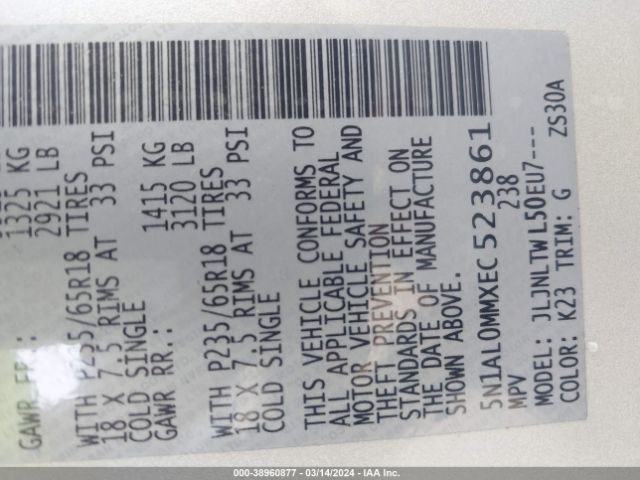 1325 KG
GAWR FR.: 2921 LB
WITH P235/65R18 TIRES
18 X 7.5 RIMS AT 33 PSI
COLD SINGLE
1415 KG
GAWR RR.: 3120 LB
WITH P235/65R18 TIRES
18 X 7.5 RIMS AT 33 PSI
COLD SINGLE
THIS VEHICLE CONFORMS TO
ALL APPLICABLE FEDERAL
MOTOR VEHICLE SAFETY AND
THEFT PREVENTION
STANDARDS IN EFFECT ON
THE DATE OF MANUFACTURE
SHOWN ABOVE.
5N1AL0MMXEC523861
MPV 238
MODEL: JLJNLTWL50EU7---
COLOR: K23 TRIM: G ZS30A
000-38960877 - 03/14/2024 - IAA Inc.